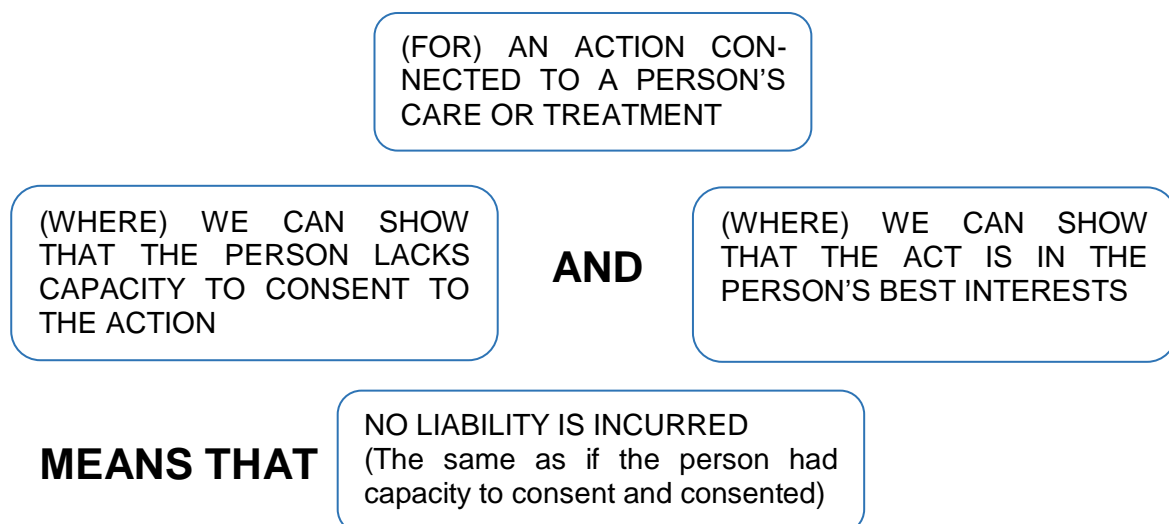 (FOR) AN ACTION CON-
NECTED TO A PERSON’S
CARE OR TREATMENT
(WHERE) WE CAN SHOW
THAT THE PERSON LACKS
CAPACITY TO CONSENT TO
THE ACTION
AND
(WHERE) WE CAN SHOW
THAT THE ACT IS IN THE
PERSON’S BEST INTERESTS
MEANS THAT
NO LIABILITY IS INCURRED
(The same as if the person had
capacity to consent and consented)